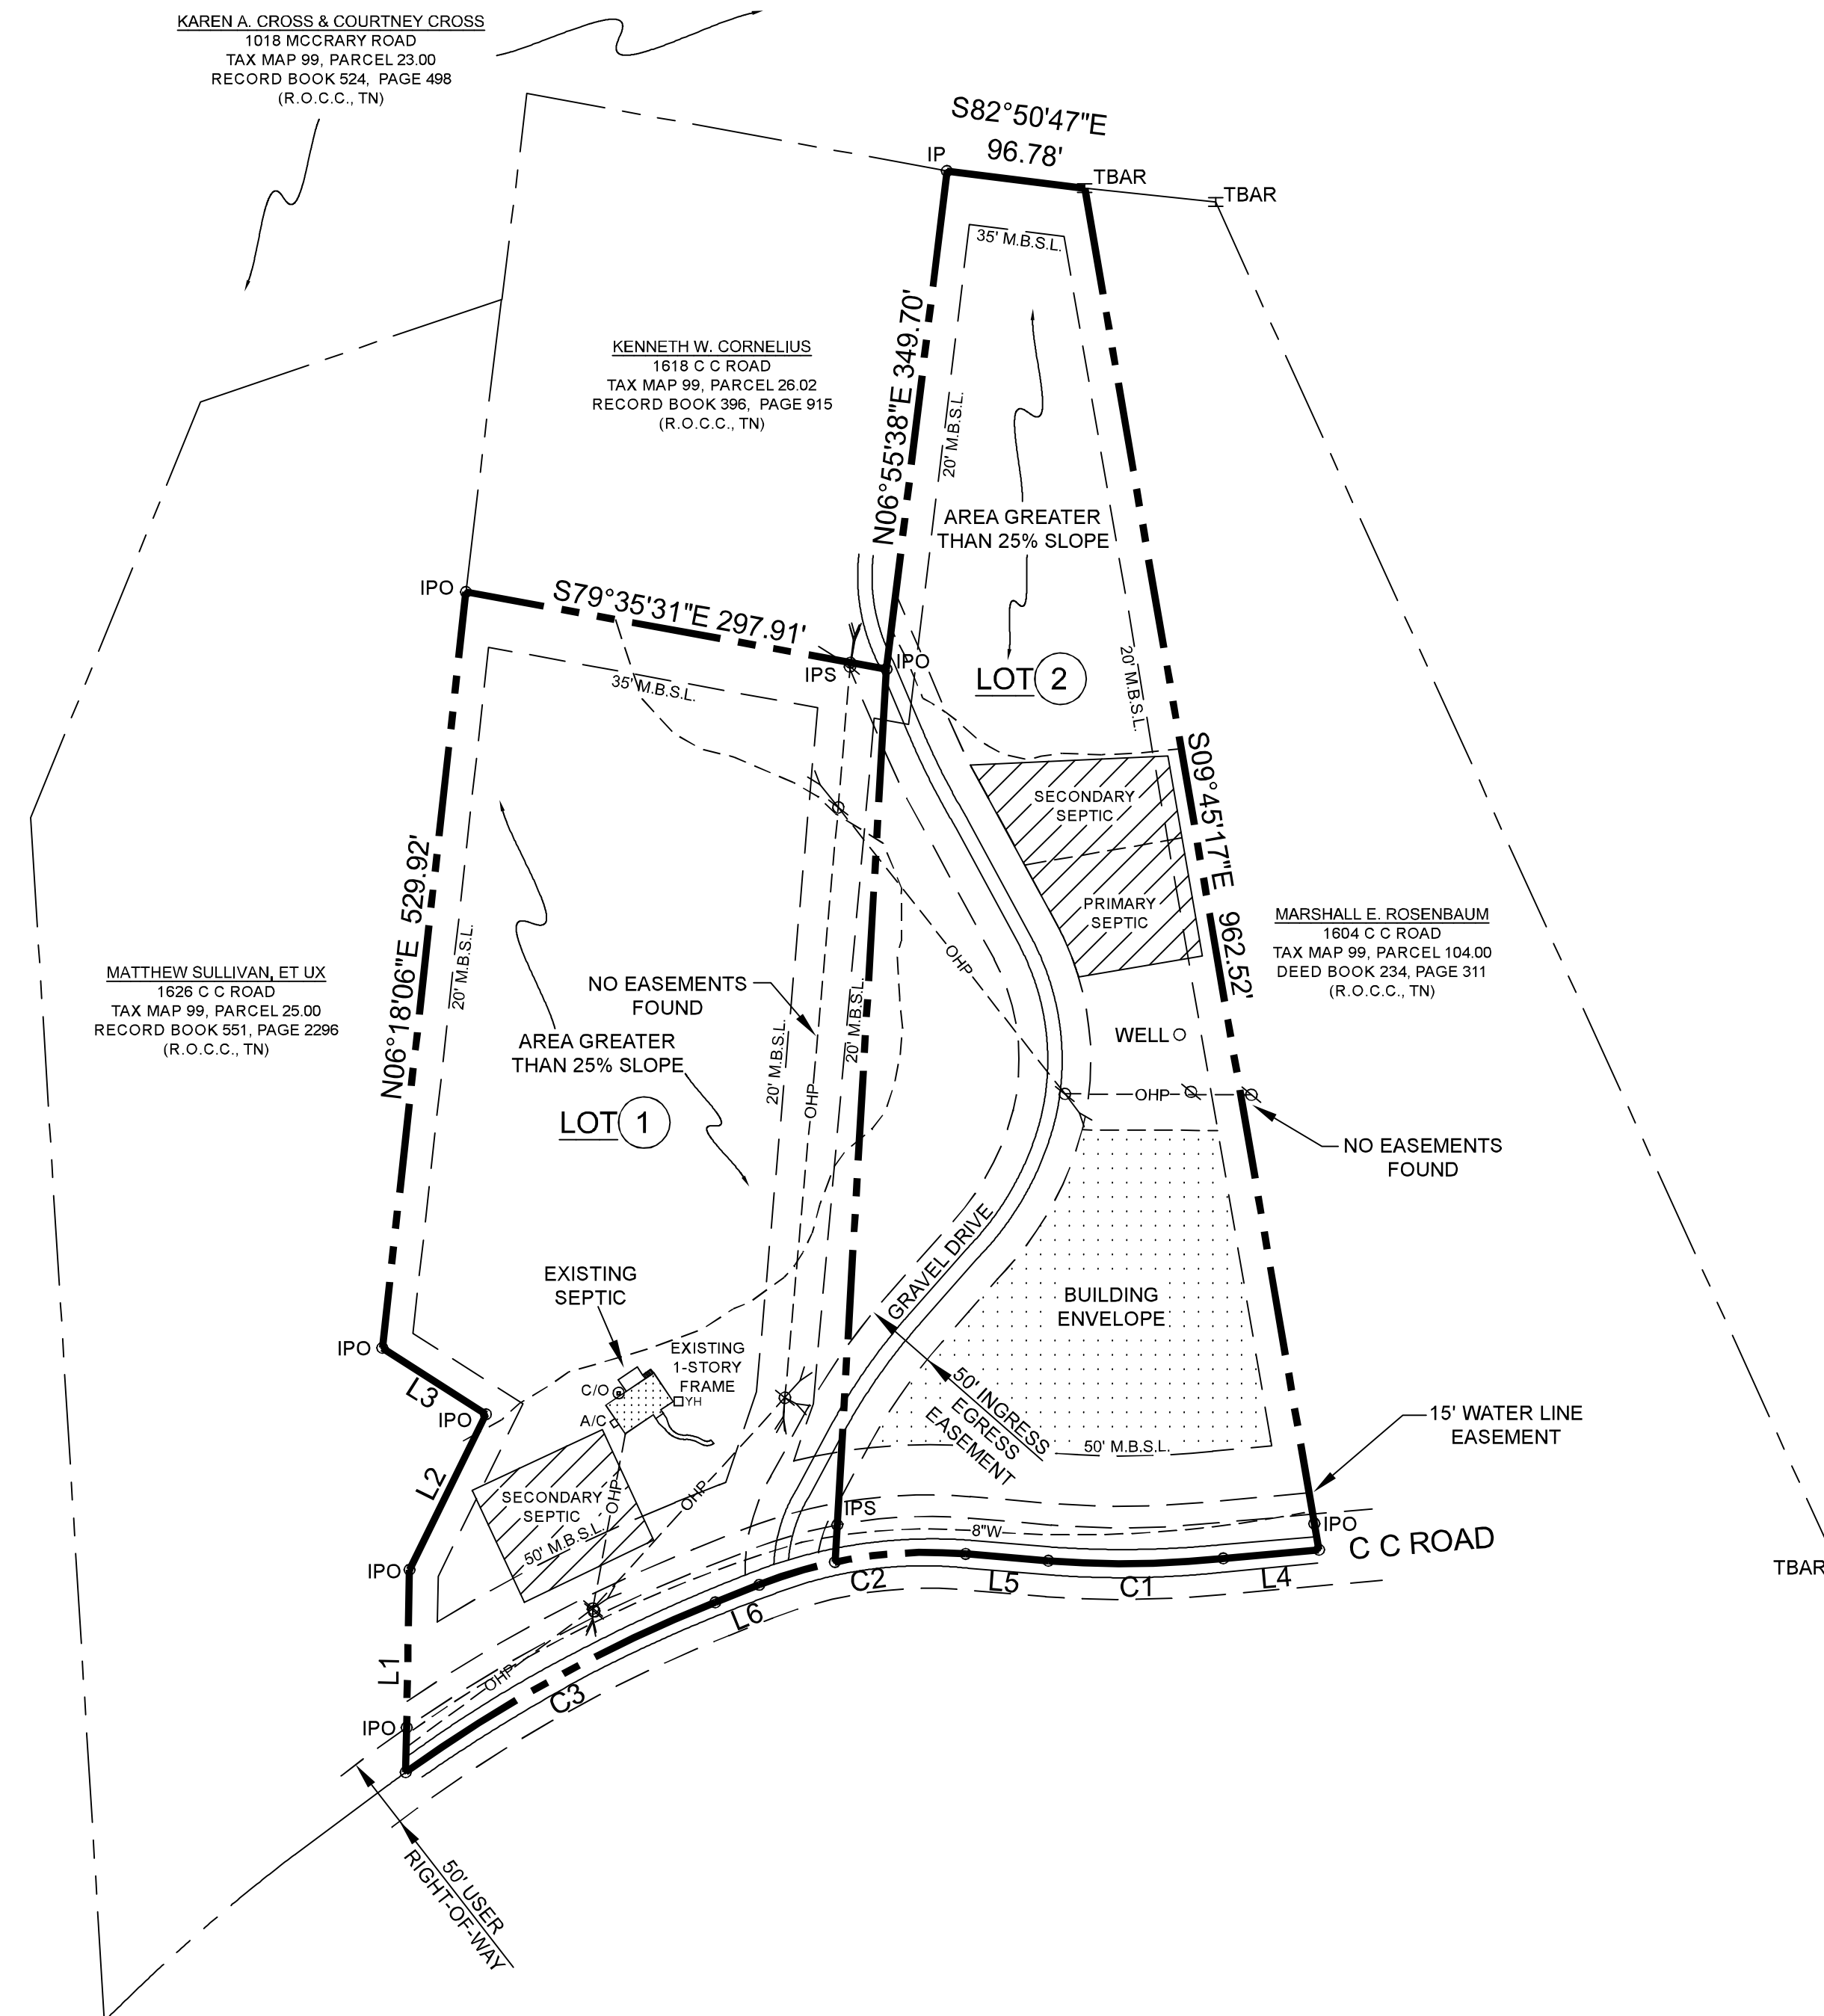 KAREN A. CROSS & COURTNEY CROSS
1018 MCCRARY ROAD
TAX MAP 99, PARCEL 23.00
RECORD BOOK 524, PAGE 498
(R.O.C.C., TN)
S82°50'47"E
96.78'
IP
TBAR
TBAR
35' M.B.S.L.
KENNETH W. CORNELIUS
1618 C C ROAD
TAX MAP 99, PARCEL 26.02
RECORD BOOK 396, PAGE 915
(R.O.C.C., TN)
N06°55'38"E 349.70'
20' M.B.S.L.
AREA GREATER
THAN 25% SLOPE
IPO
S79°35'31"E 297.91'
IPS
IPO
LOT 2
35' M.B.S.L.
20' M.B.S.L.
S09°45'17"E 962.52'
SECONDARY
SEPTIC
PRIMARY
SEPTIC
N06°18'06"E 529.92'
20' M.B.S.L.
MATTHEW SULLIVAN, ET UX
1626 C C ROAD
TAX MAP 99, PARCEL 25.00
RECORD BOOK 551, PAGE 2296
(R.O.C.C., TN)
MARSHALL E. ROSENBAUM
1604 C C ROAD
TAX MAP 99, PARCEL 104.00
DEED BOOK 234, PAGE 311
(R.O.C.C., TN)
OHP
NO EASEMENTS
FOUND
AREA GREATER
THAN 25% SLOPE
20' M.B.S.L.
OHP
20' M.B.S.L.
WELL
OHP
LOT 1
NO EASEMENTS
FOUND
GRAVEL DRIVE
EXISTING
SEPTIC
BUILDING
ENVELOPE
IPO
L3
EXISTING
1-STORY
FRAME
C/O
YH
A/C
IPO
50' INGRESS
EGRESS
EASEMENT
15' WATER LINE
EASEMENT
50' M.B.S.L.
L2
SECONDARY
SEPTIC
50' M.B.S.L.
OHP
OHP
IPS
8"W
IPO
C C ROAD
IPO
C2
L5
C1
L4
TBAR
L6
L1
OHP
C3
IPO
50' USER
RIGHT-OF-WAY